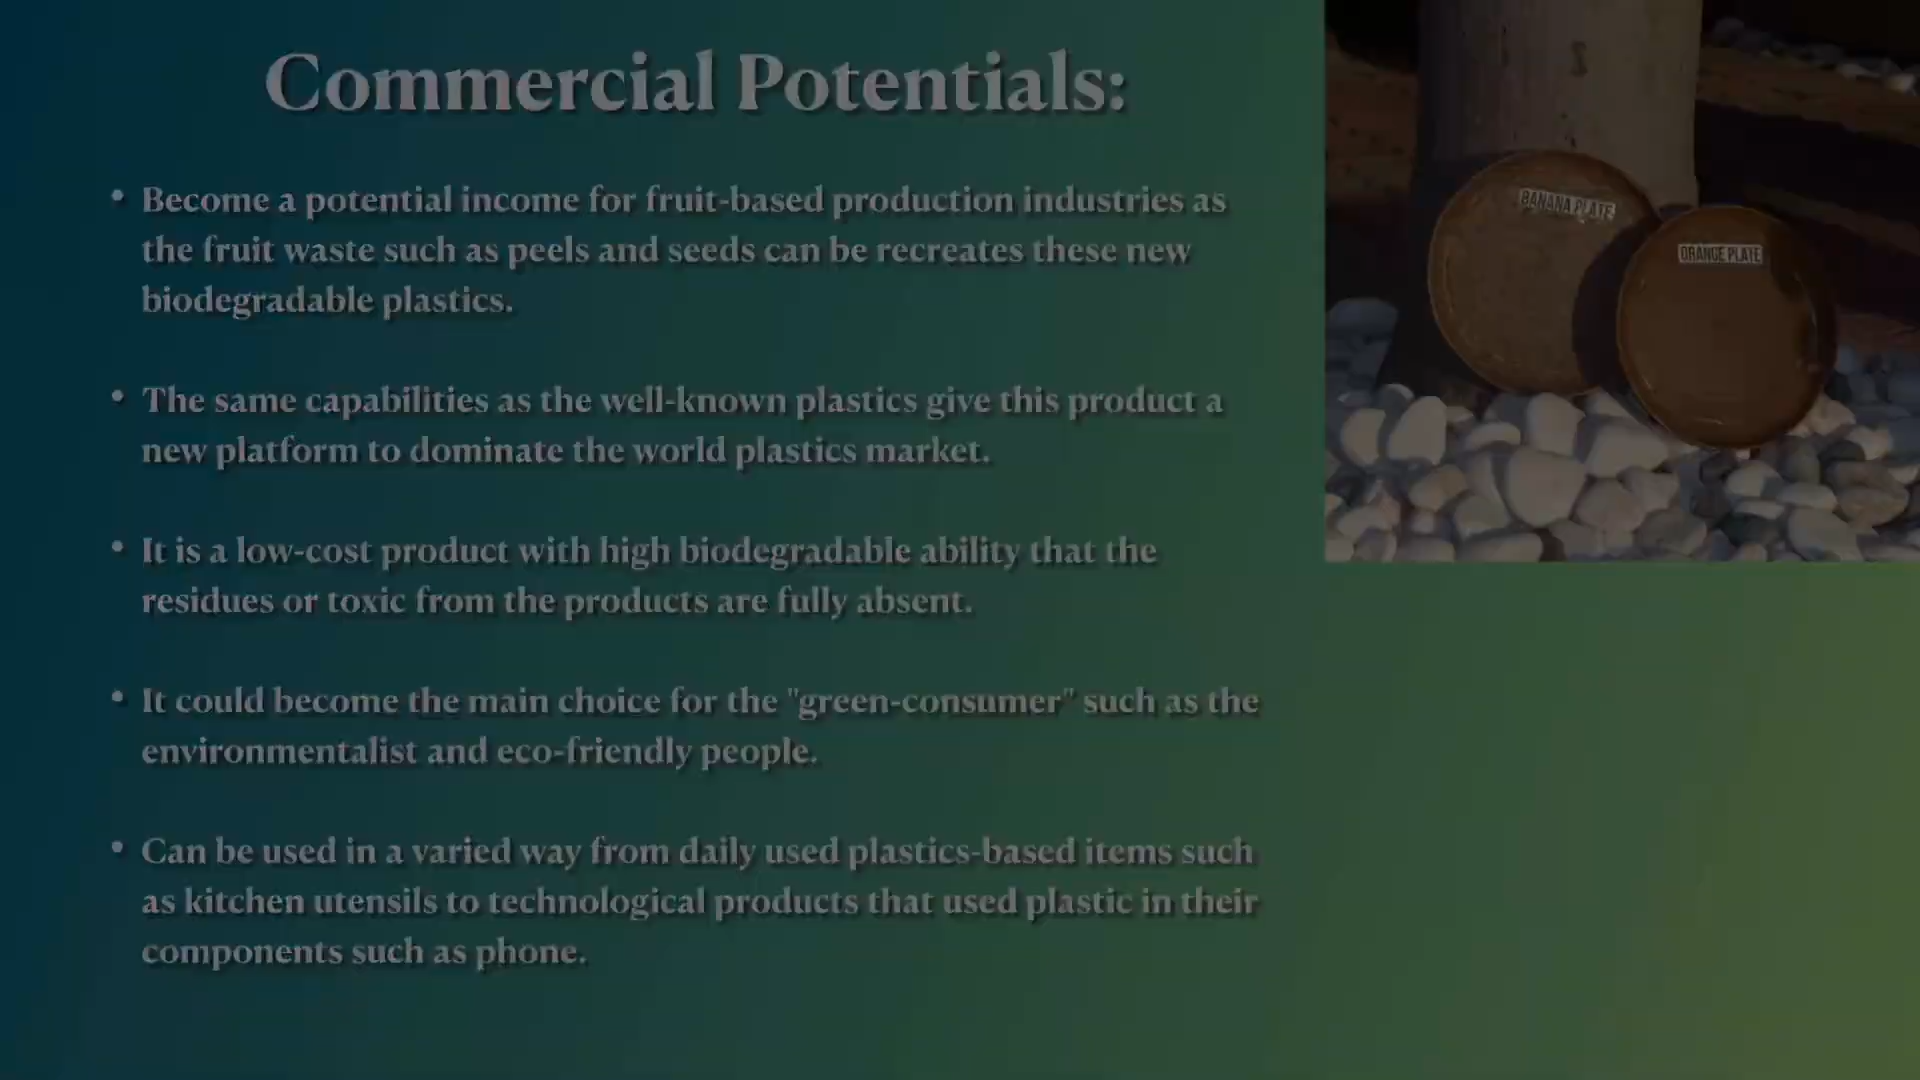 Commercial Potentials:
• Become a potential income for fruit-based production industries as
the fruit waste such as peels and seeds can be recreates these new
biodegradable plastics.
• The same capabilities as the well-known plastics give this product a
new platform to dominate the world plastics market.
• It is a low-cost product with high biodegradable ability that the
residues or toxic from the products are fully absent.
• It could become the main choice for the "green-consumer" such as the
environmentalist and eco-friendly people.
• Can be used in a varied way from daily used plastics-based items such
as kitchen utensils to technological products that used plastic in their
components such as phone.
BANANA PLATE
ORANGE PLATE